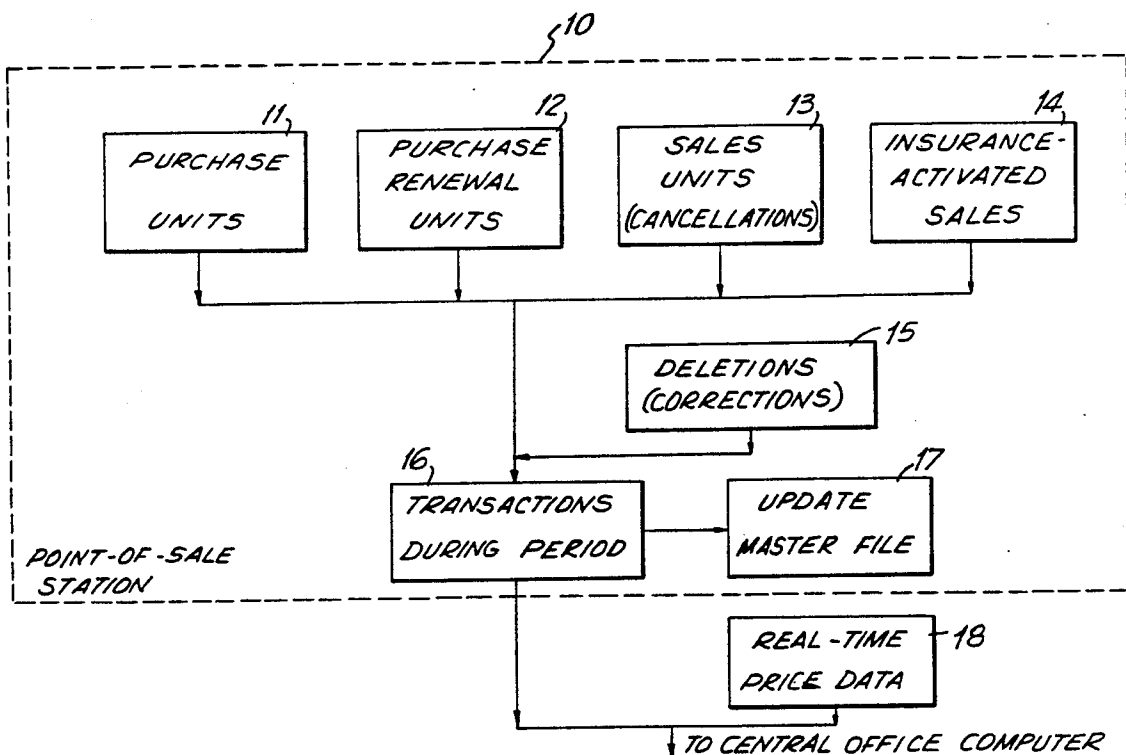 10
11
PURCHASE
UNITS
12
PURCHASE
RENEWAL
UNITS
13
SALES
UNITS
(CANCELLATIONS)
14
INSURANCE-
ACTIVATED
SALES
15
DELETIONS
(CORRECTIONS)
16
TRANSACTIONS
DURING PERIOD
17
UPDATE
MASTER FILE
POINT-OF-SALE
STATION
18
REAL-TIME
PRICE DATA
TO CENTRAL OFFICE COMPUTER